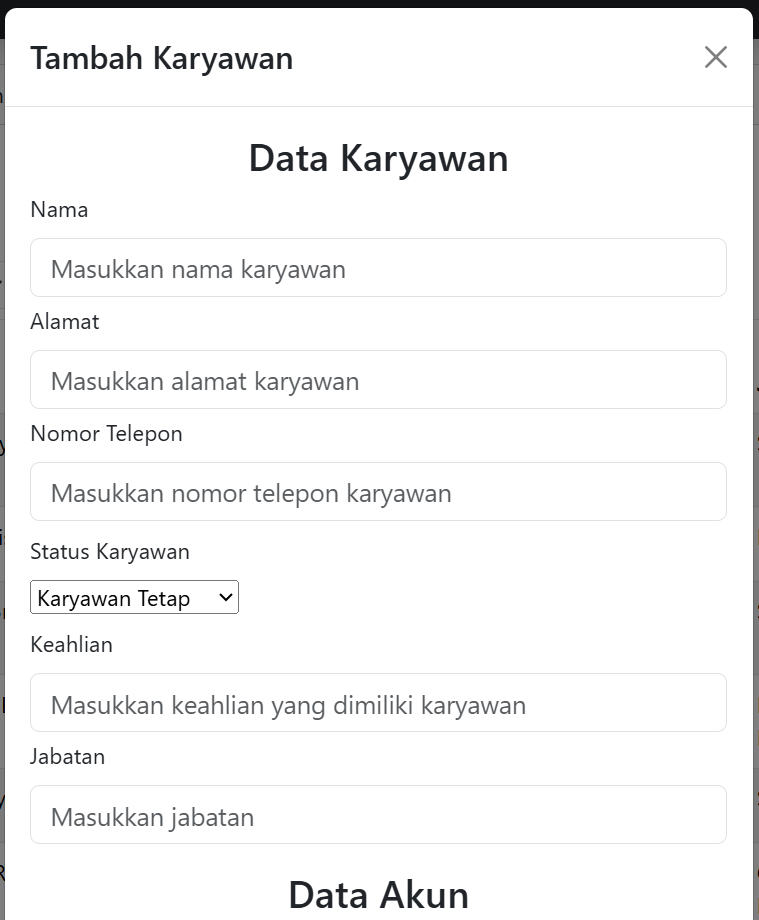 Tambah Karyawan
Data Karyawan
Nama
Masukkan nama karyawan
Alamat
Masukkan alamat karyawan
Nomor Telepon
Masukkan nomor telepon karyawan
Status Karyawan
Karyawan Tetap
Keahlian
Masukkan keahlian yang dimiliki karyawan
Jabatan
Masukkan jabatan
Data Akun